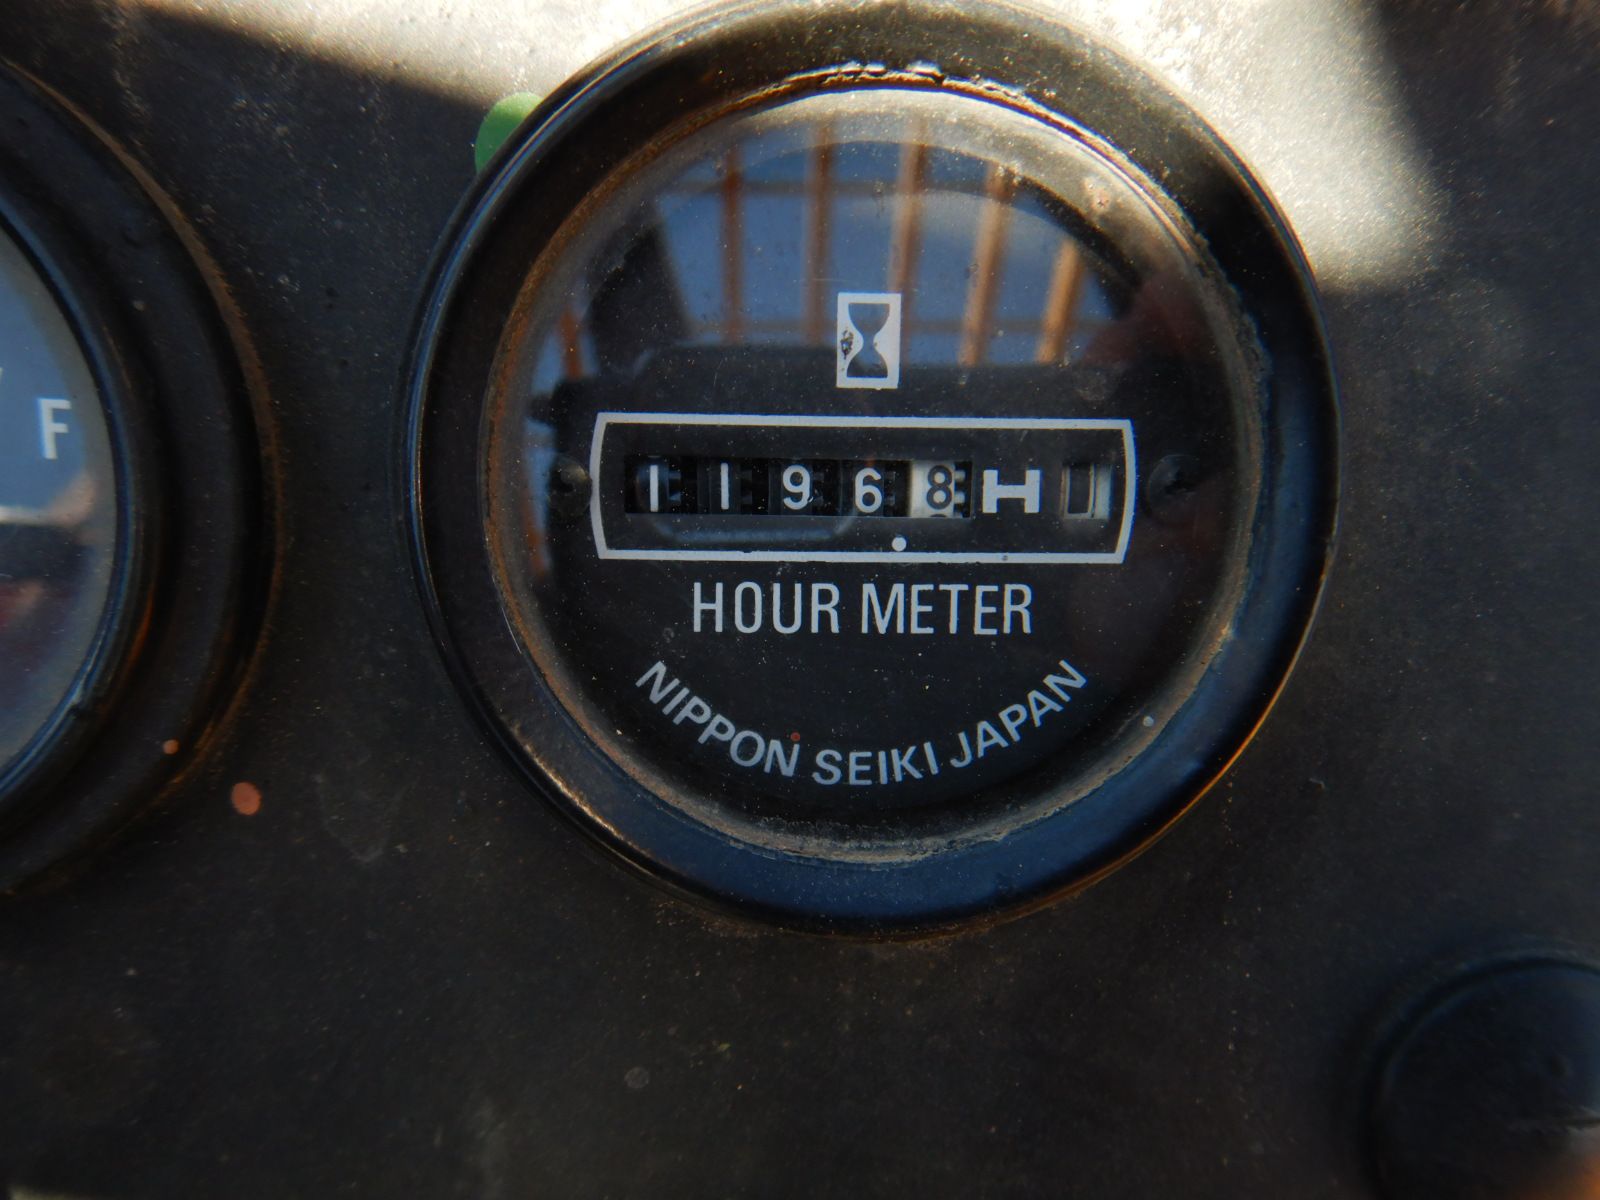 F
11968H
HOUR METER
NIPPON SEIKI JAPAN